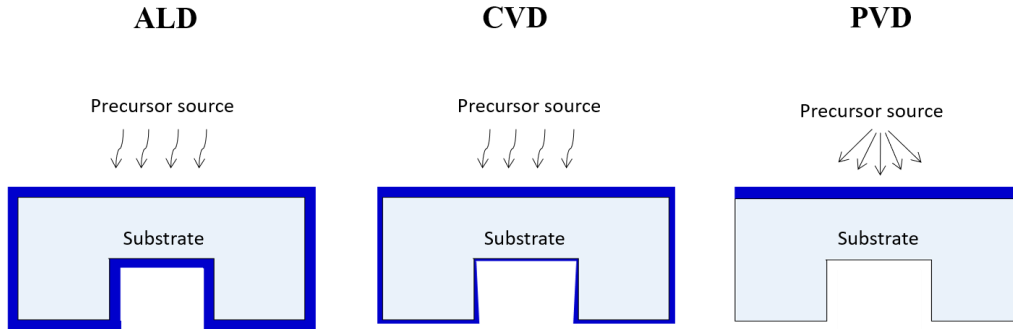 ALD
CVD
PVD
Precursor source
Precursor source
Precursor source
Substrate
Substrate
Substrate